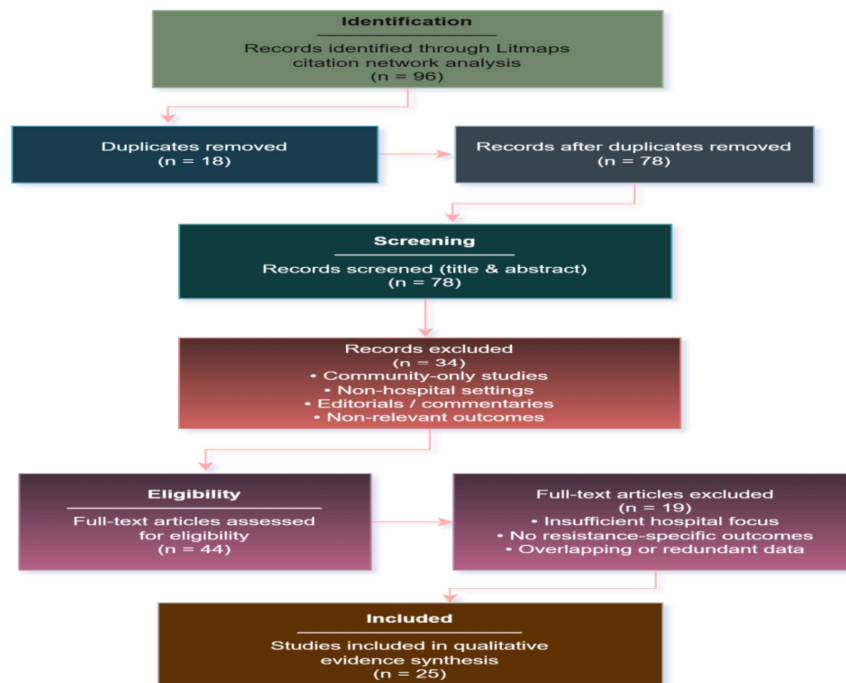 Identification
Records identified through Litmaps
citation network analysis
(n = 96)
Duplicates removed
(n = 18)
Records after duplicates removed
(n = 78)
Screening
Records screened (title & abstract)
(n = 78)
Records excluded
(n = 34)
• Community-only studies
• Non-hospital settings
• Editorials / commentaries
• Non-relevant outcomes
Eligibility
Full-text articles assessed
for eligibility
(n = 44)
Full-text articles excluded
(n = 19)
• Insufficient hospital focus
• No resistance-specific outcomes
• Overlapping or redundant data
Included
Studies included in qualitative
evidence synthesis
(n = 25)